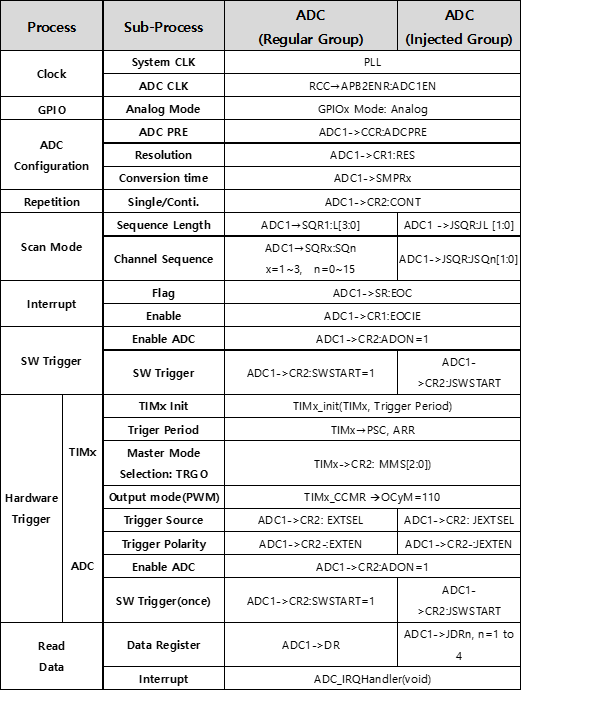 Process Sub-Process ADC
(Regular Group) ADC
(Injected Group)
Clock System CLK PLL
ADC CLK RCC→APB2ENR:ADC1EN
GPIO Analog Mode GPIOx Mode: Analog
ADC
Configuration ADC PRE ADC1->CCR:ADCPRE
Resolution ADC1->CR1:RES
Conversion time ADC1->SMPRx
Repetition Single/Conti. ADC1->CR2:CONT
Scan Mode Sequence Length ADC1→SQR1:L[3:0] ADC1 ->JSQR:JL [1:0]
Channel Sequence ADC1→SQRx:SQn
x=1~3, n=0~15 ADC1->JSQR:JSQn[1:0]
Interrupt Flag ADC1->SR:EOC
Enable ADC1->CR1:EOCIE
SW Trigger Enable ADC ADC1->CR2:ADON=1
SW Trigger ADC1->CR2:SWSTART=1 ADC1-
>CR2:JSWSTART
Hardware
Trigger TIMx TIMx Init TIMx_init(TIMx, Trigger Period)
Triger Period TIMx→PSC, ARR
Master Mode
Selection: TRGO TIMx->CR2: MMS[2:0])
Output mode(PWM) TIMx_CCMR →OCyM=110
ADC Trigger Source ADC1->CR2: EXTSEL ADC1->CR2: JEXTSEL
Trigger Polarity ADC1->CR2-:EXTEN ADC1->CR2-:JEXTEN
Enable ADC ADC1->CR2:ADON=1
SW Trigger(once) ADC1->CR2:SWSTART=1 ADC1-
>CR2:JSWSTART
Read
Data Data Register ADC1->DR ADC1->JDRn, n=1 to
4
Interrupt ADC_IRQHandler(void)